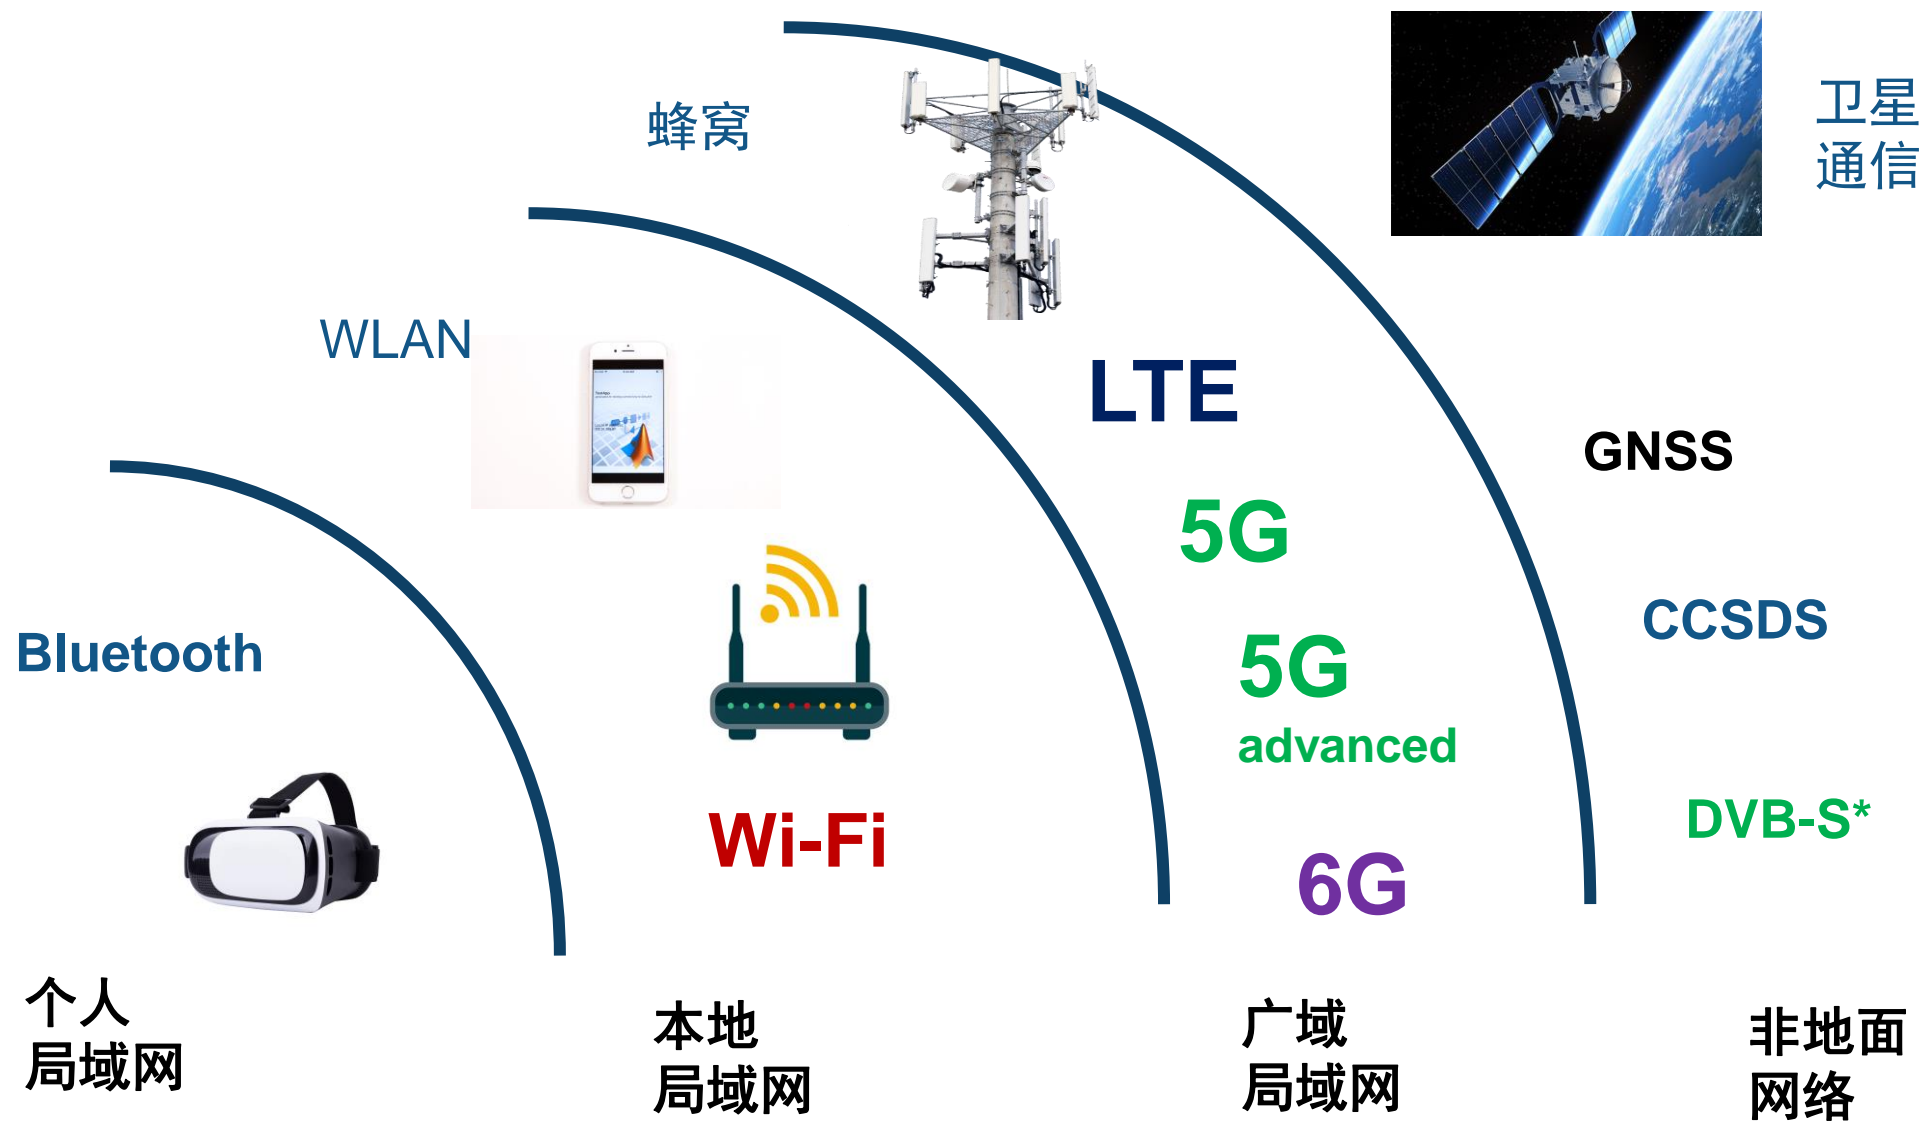 蜂窝
卫星
通信
WLAN
LTE
GNSS
5G
CCSDS
Bluetooth
5G
advanced
DVB-S*
Wi-Fi
6G
个人
局域网
本地
局域网
广域
局域网
非地面
网络